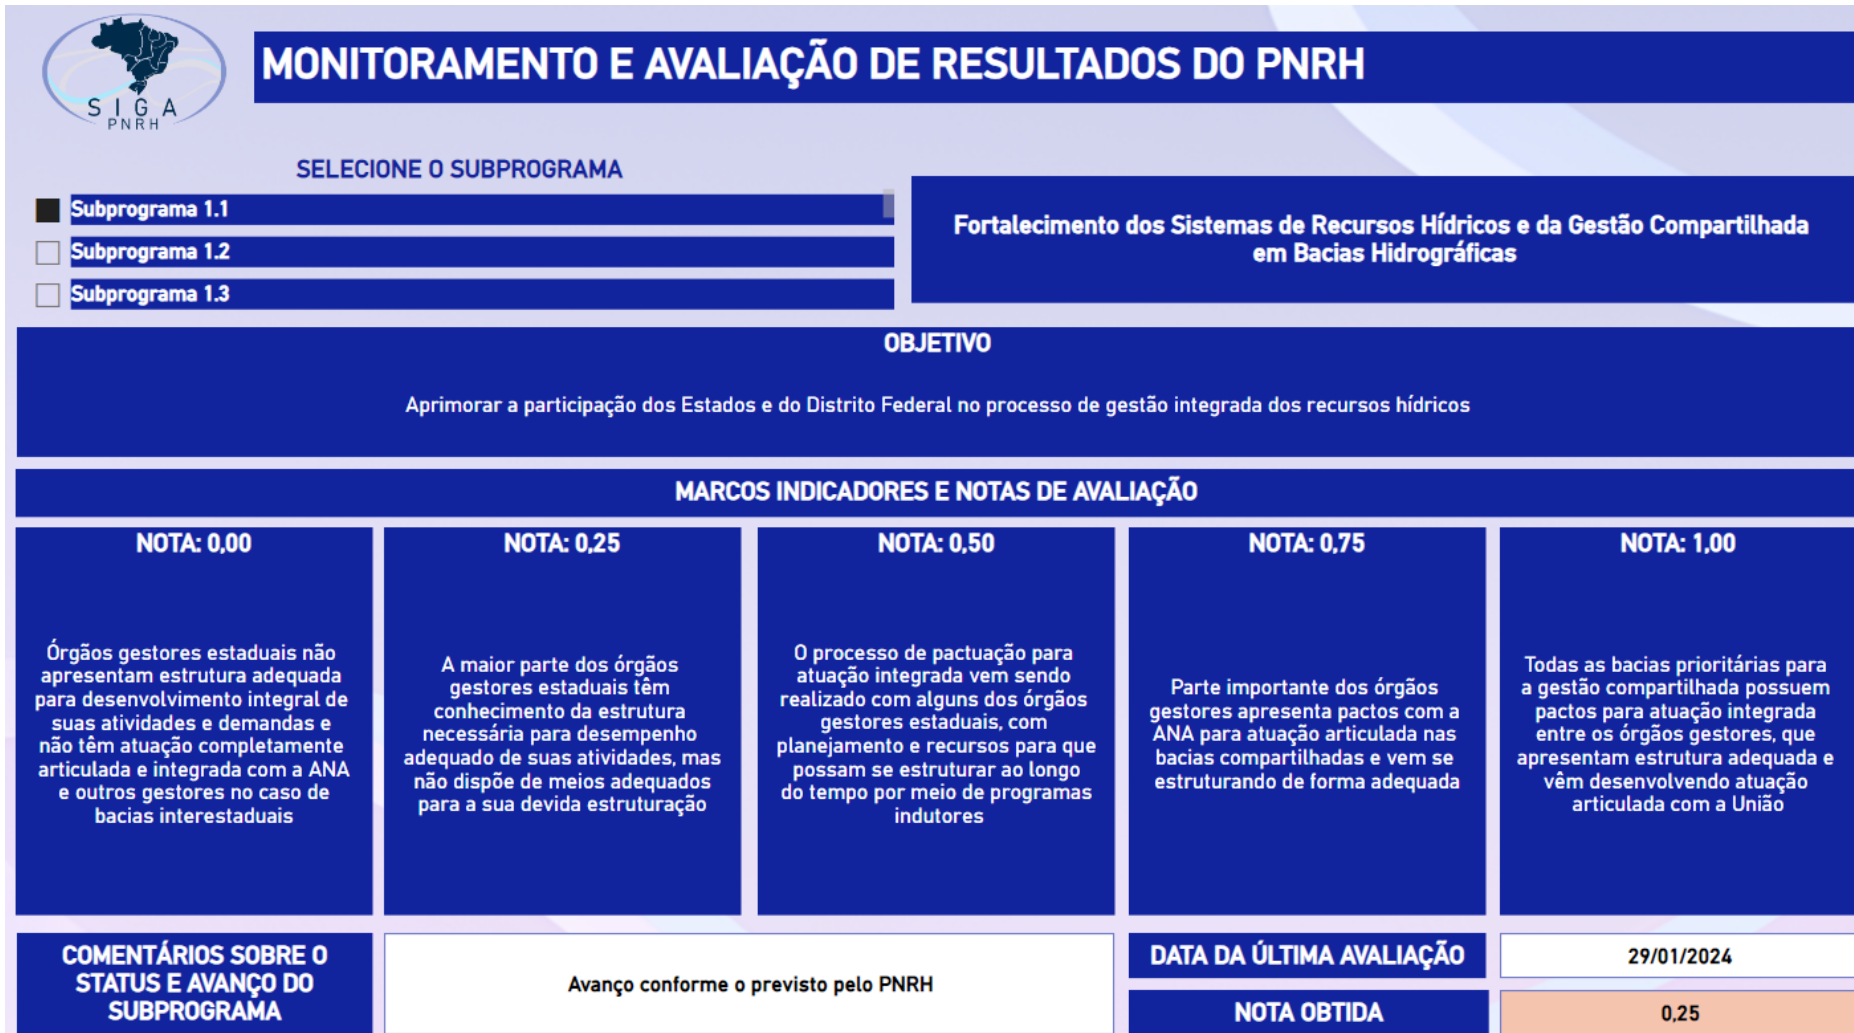 SIGA
PNRH
MONITORAMENTO E AVALIAÇÃO DE RESULTADOS DO PNRH
SELECIONE O SUBPROGRAMA
Subprograma 1.1
Subprograma 1.2
Subprograma 1.3
Fortalecimento dos Sistemas de Recursos Hídricos e da Gestão Compartilhada
em Bacias Hidrográficas
OBJETIVO
Aprimorar a participação dos Estados e do Distrito Federal no processo de gestão integrada dos recursos hídricos
MARCOS INDICADORES E NOTAS DE AVALIAÇÃO
NOTA: 0,00
Órgãos gestores estaduais não
apresentam estrutura adequada
para desenvolvimento integral de
suas atividades e demandas e
não têm atuação completamente
articulada e integrada com a ANA
e outros gestores no caso de
bacias interestaduais
NOTA: 0,25
A maior parte dos órgãos
gestores estaduais têm
conhecimento da estrutura
necessária para desempenho
adequado de suas atividades, mas
não dispõe de meios adequados
para a sua devida estruturação
NOTA: 0,50
O processo de pactuação para
atuação integrada vem sendo
realizado com alguns dos órgãos
gestores estaduais, com
planejamento e recursos para que
possam se estruturar ao longo
do tempo por meio de programas
indutores
NOTA: 0,75
Parte importante dos órgãos
gestores apresenta pactos com a
ANA para atuação articulada nas
bacias compartilhadas e vem se
estruturando de forma adequada
NOTA: 1,00
Todas as bacias prioritárias para
a gestão compartilhada possuem
pactos para atuação integrada
entre os órgãos gestores, que
apresentam estrutura adequada e
vêm desenvolvendo atuação
articulada com a União
COMENTÁRIOS SOBRE O
STATUS E AVANÇO DO
SUBPROGRAMA
Avanço conforme o previsto pelo PNRH
DATA DA ÚLTIMA AVALIAÇÃO
29/01/2024
NOTA OBTIDA
0,25